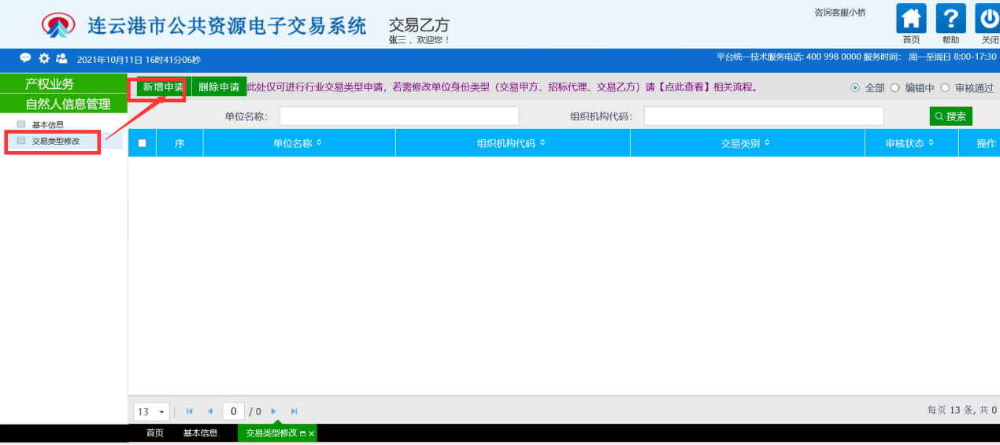 连云港市公共资源电子交易系统
交易乙方
张三，欢迎您！
咨询客服小桥
首页
帮助
关闭
2021年10月11日 16时41分06秒
平台统一技术服务电话: 400 998 0000 服务时间： 周一至周日 8:00-17:30
产权业务
自然人信息管理
基本信息
交易类型修改
新增申请
删除申请
此处仅可进行行业交易类型申请，若需修改单位身份类型（交易甲方、招标代理、交易乙方）请【点此查看】相关流程。
全部
编辑中
审核通过
单位名称：
组织机构代码：
搜索
序
单位名称
组织机构代码
交易类别
审核状态
操作
13
0
/ 0
每页 13 条, 共 0
首页
基本信息
交易类型修改